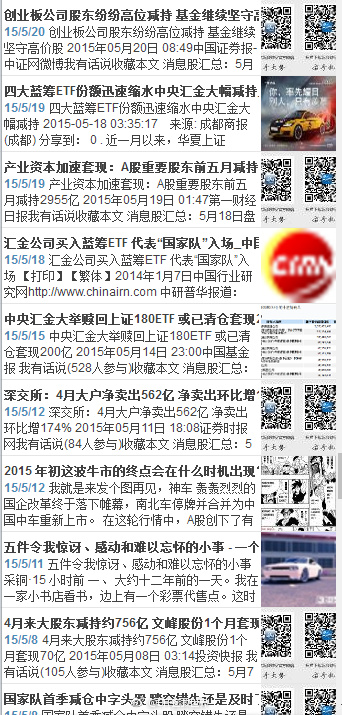 创业板公司股东纷纷高位减持 基金继续坚守高
15/5/20 创业板公司股东纷纷高位减持 基金继续坚
守高价股 2015年05月20日 08:49中国证券报-
中证网微博我有话说收藏本文 消息股汇总：5月
四大蓝筹ETF份额迅速缩水中央汇金大幅减持
15/5/19 四大蓝筹ETF份额迅速缩水中央汇金大
幅减持 2015-05-18 03:35:17 来源: 成都商报
(成都) 分享到： 0 . 近一月以来，华夏上证
产业资本加速套现：A股重要股东前五月减持
15/5/19 产业资本加速套现：A股重要股东前五
月减持2955亿 2015年05月19日 01:47第一财经
日报我有话说收藏本文 消息股汇总：5月18日盘
汇金公司买入蓝筹ETF 代表“国家队”入场_中国
15/5/18 汇金公司买入蓝筹ETF 代表“国家队”入
场 【打印】【繁体】2014年1月7日中国行业研
究网http://www.chinairn.com 中研普华报道:
中央汇金大举赎回上证180ETF 或已清仓套现2
15/5/15 中央汇金大举赎回上证180ETF 或已清
仓套现200亿 2015年05月14日 23:00中国基金
报 我有话说(528人参与)收藏本文 消息股汇总:
深交所：4月大户净卖出562亿 净卖出环比增
15/5/12 深交所：4月大户净卖出562亿 净卖出
环比增174% 2015年05月11日 18:08证券时报
网我有话说(84人参与)收藏本文 消息股汇总：5
2015 年初这波牛市的终点会在什么时机出现
15/5/12 我就是来发个图再见，神车 轰轰烈烈的
国企改革终于落下帷幕，南北车停牌并合并为中
国中车重新上市。 在这轮行情中，A股创下了有
五件令我惊讶、感动和难以忘怀的小事 - 一个
15/5/11 五件令我惊讶、感动和难以忘怀的小事
采铜·15 小时前 一、大约十二年前的一天。我在
一家小书店看书，边上有一个彩票代售点。这时
4月来大股东减持约756亿 文峰股份1个月套现
15/5/8 4月来大股东减持约756亿 文峰股份1个
月套现70亿 2015年05月08日 03:14投资快报 我
有话说(105人参与)收藏本文 消息股汇总：5月7
国家队首季减仓中字头股 踏空错失还是及时